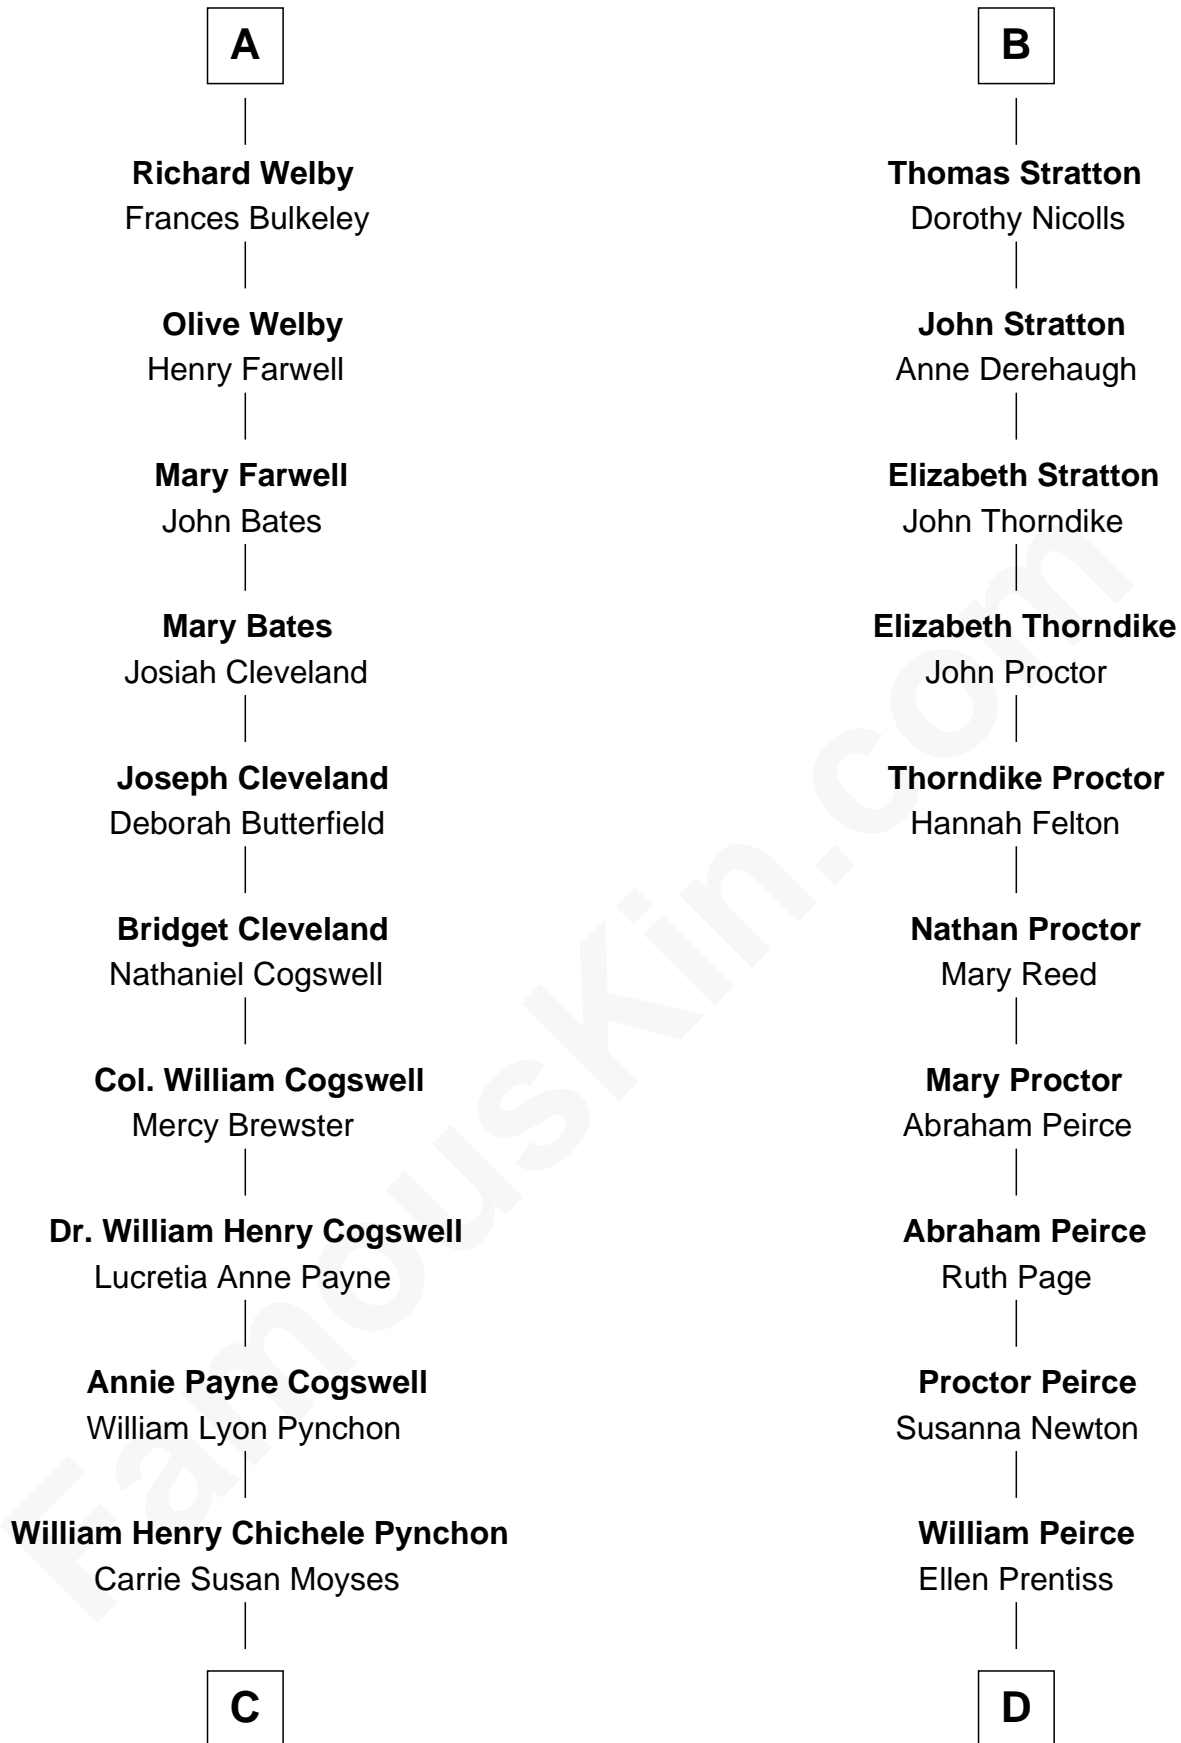 A
Richard Welby
Frances Bulkeley
Olive Welby
Henry Farwell
Mary Farwell
John Bates
Mary Bates
Josiah Cleveland
Joseph Cleveland
Deborah Butterfield
Bridget Cleveland
Nathaniel Cogswell
Col. William Cogswell
Mercy Brewster
Dr. William Henry Cogswell
Lucretia Anne Payne
Annie Payne Cogswell
William Lyon Pynchon
William Henry Chichele Pynchon
Carrie Susan Moyses
C
B
Thomas Stratton
Dorothy Nicolls
John Stratton
Anne Derehaugh
Elizabeth Stratton
John Thorndike
Elizabeth Thorndike
John Proctor
Thorndike Proctor
Hannah Felton
Nathan Proctor
Mary Reed
Mary Proctor
Abraham Peirce
Abraham Peirce
Ruth Page
Proctor Peirce
Susanna Newton
William Peirce
Ellen Prentiss
D
FamousKin.com